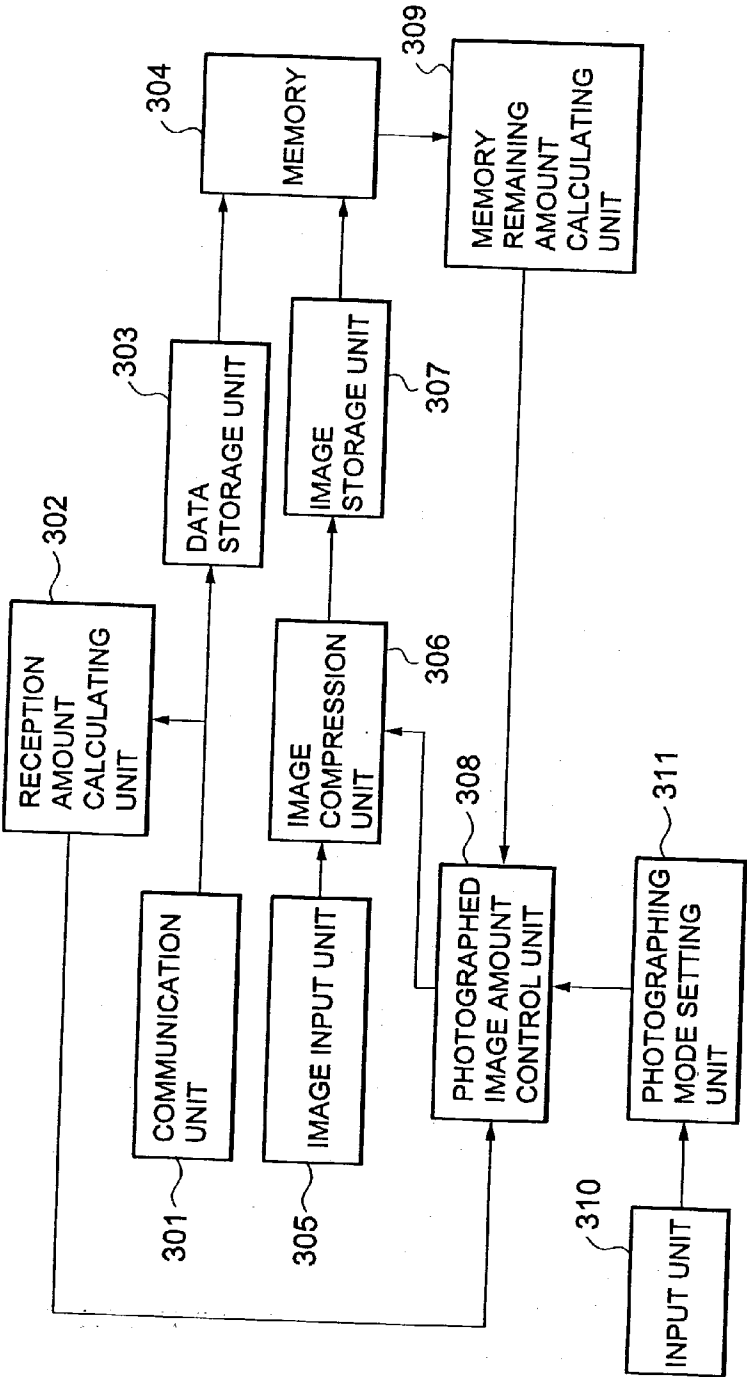 302
RECEPTION
AMOUNT
CALCULATING
UNIT
303
DATA
STORAGE UNIT
304
MEMORY
COMMUNICATION
UNIT
301
IMAGE INPUT UNIT
305
IMAGE
COMPRESSION
UNIT
306
IMAGE
STORAGE UNIT
307
309
MEMORY
REMAINING
AMOUNT
CALCULATING
UNIT
308
PHOTOGRAPHED
IMAGE AMOUNT
CONTROL UNIT
311
PHOTOGRAPHING
MODE SETTING
UNIT
310
INPUT UNIT